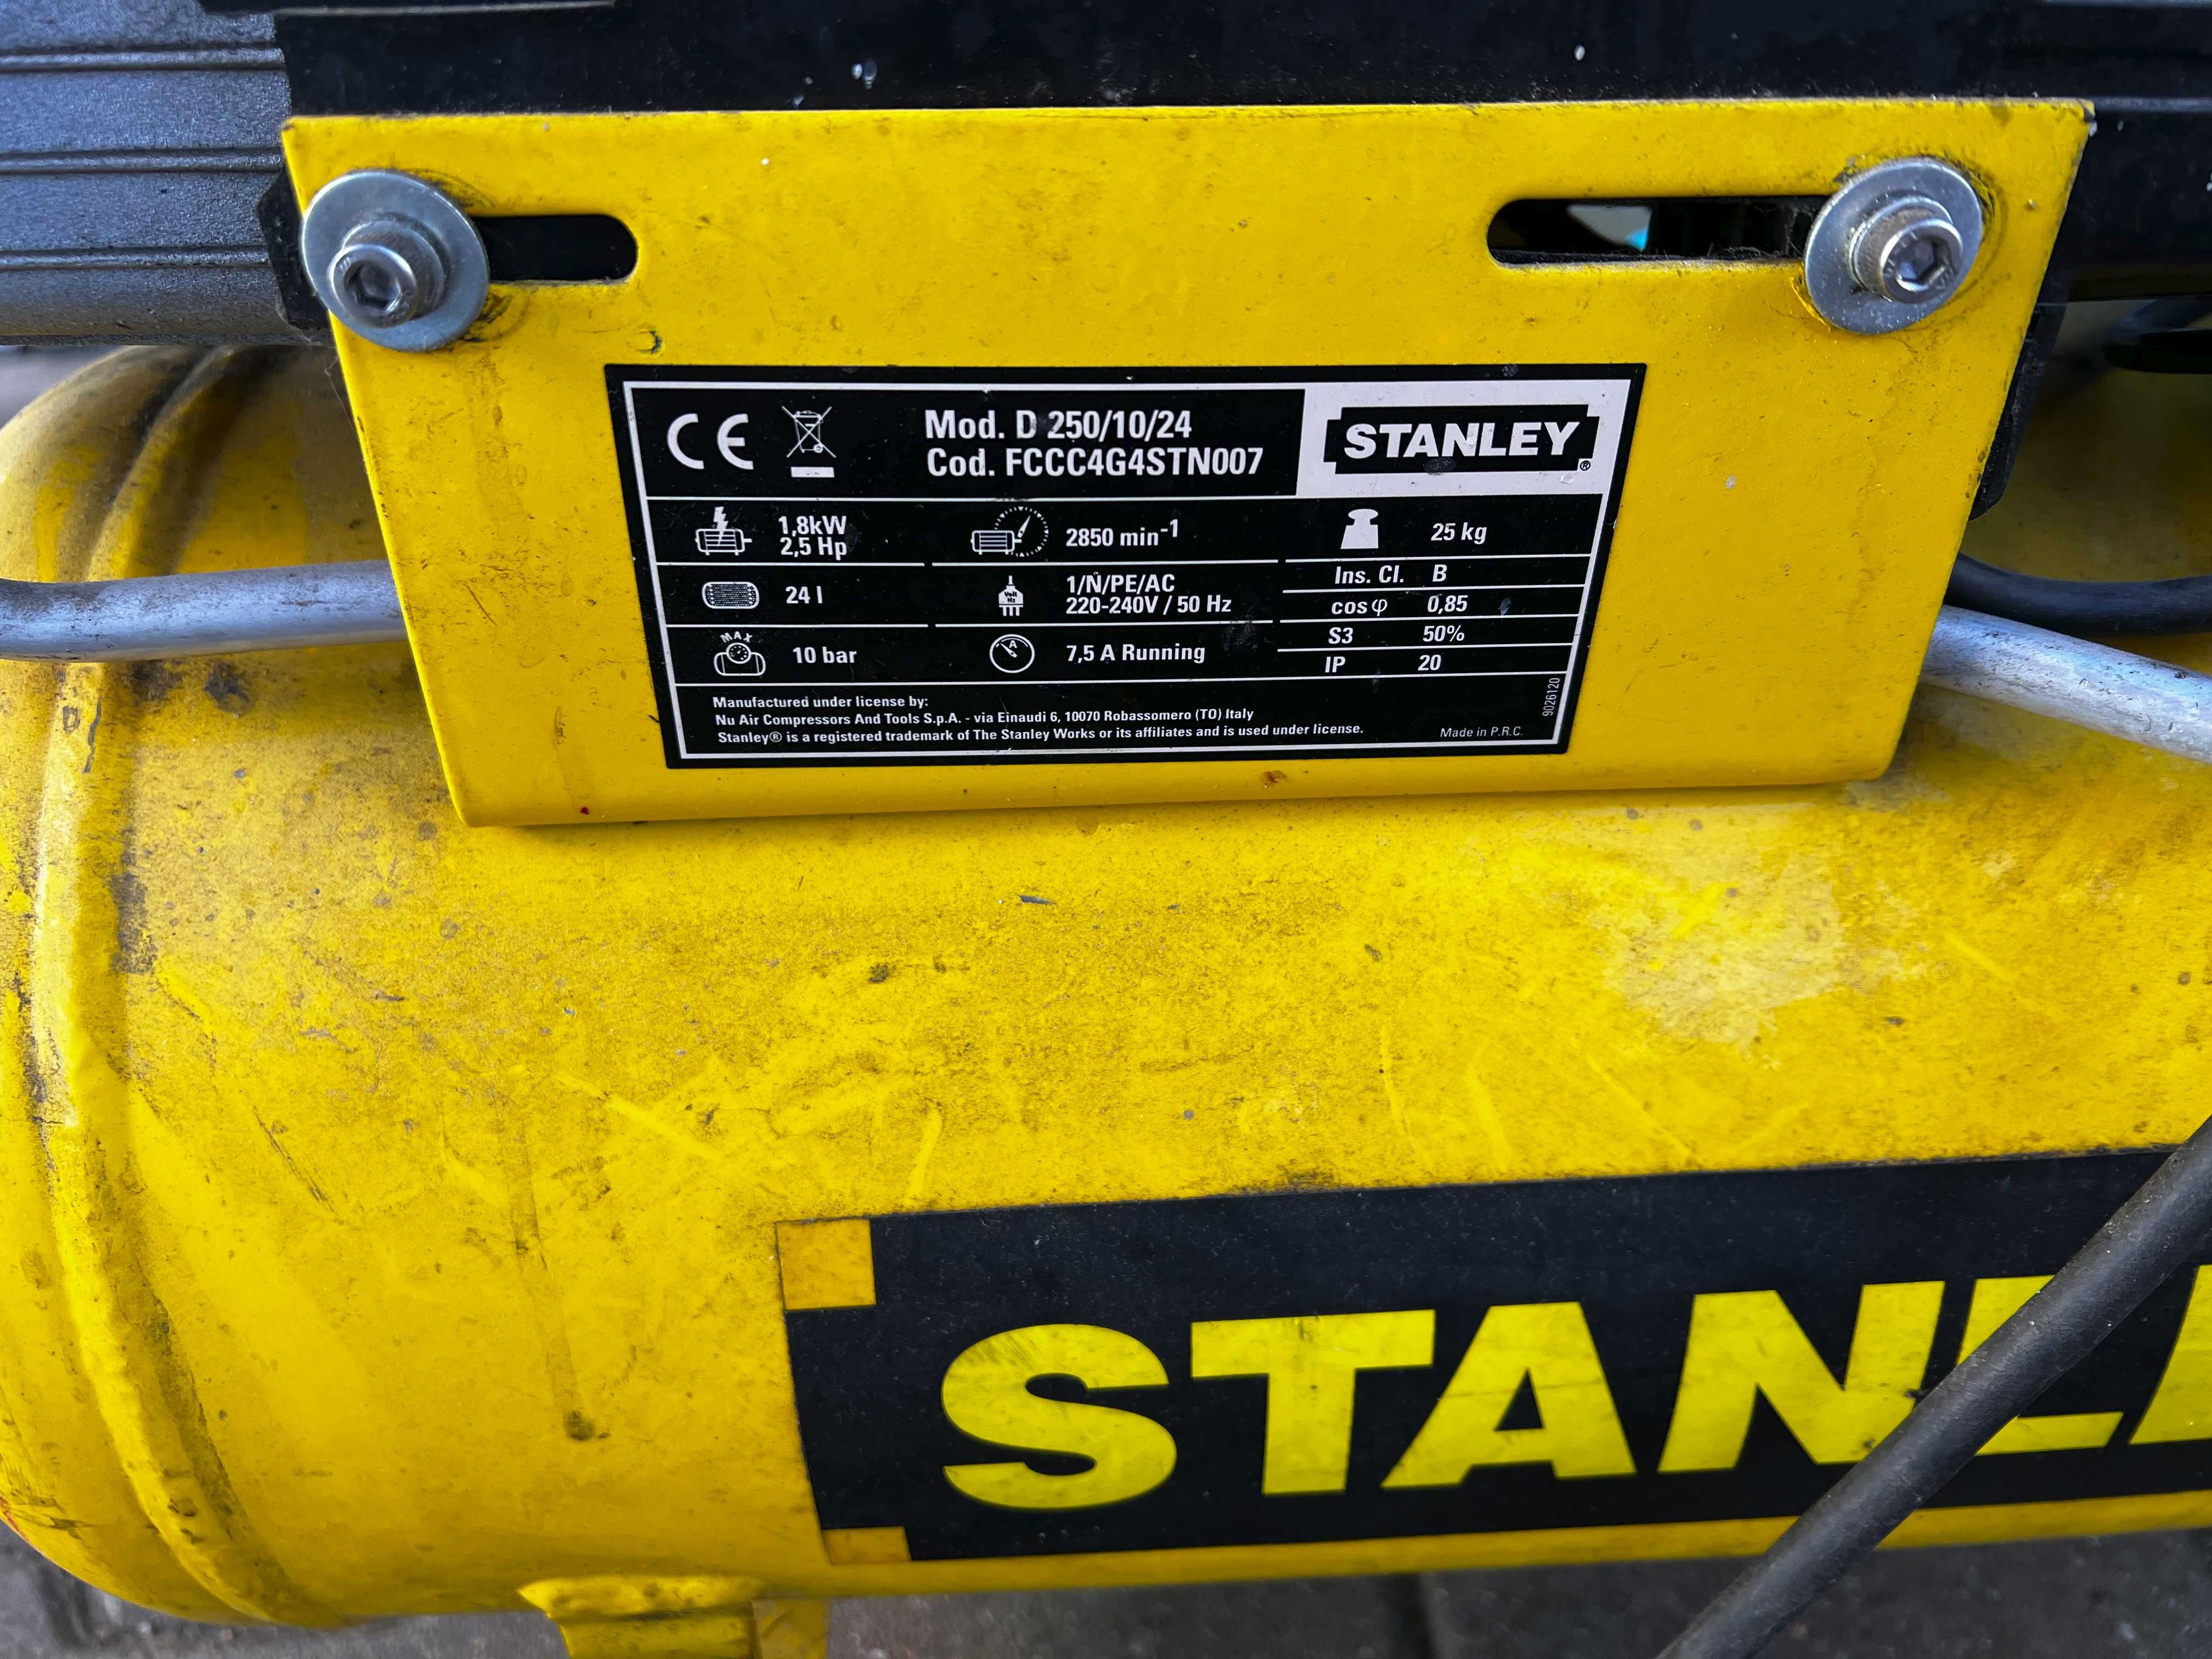 CE
Mod. D 250/10/24
Cod. FCCC4G4STN007
STANLEY®
1,8kW
2,5 Hp
2850 min-1
25 kg
24 l
Volt
Hz
1/N/PE/AC
220-240V / 50 Hz
Ins. Cl. B
cos φ 0,85
MAX
10 bar
A
7,5 A Running
S3 50%
IP 20
Manufactured under license by:
Nu Air Compressors And Tools S.p.A. - via Einaudi 6, 10070 Robassomero (TO) Italy
Stanley® is a registered trademark of The Stanley Works or its affiliates and is used under license.
Made in P.R.C.
9026120
STANL